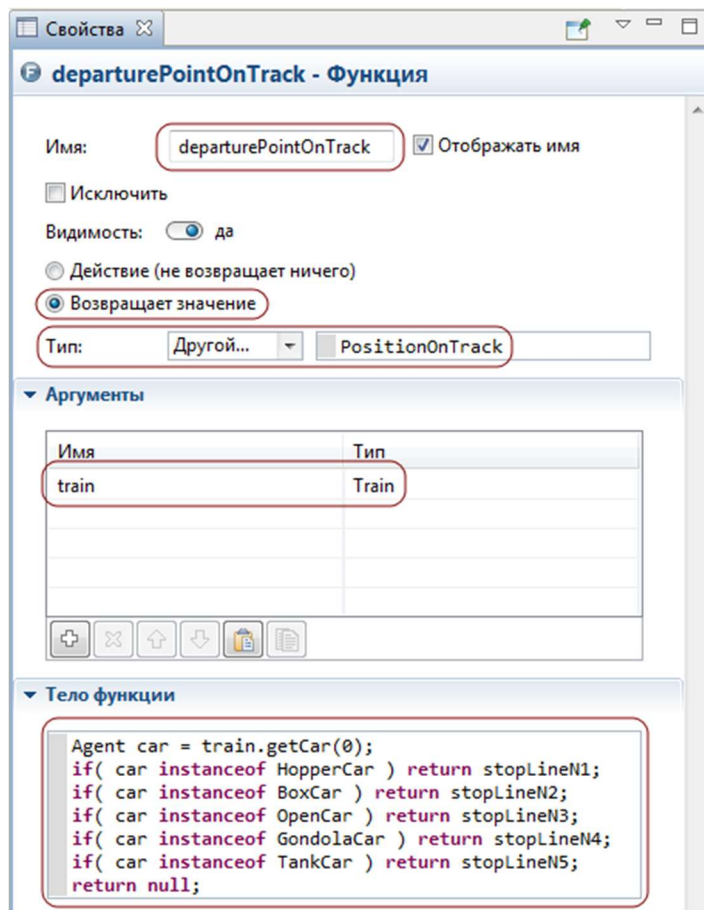 Свойства
departurePointOnTrack - Функция
Имя: departurePointOnTrack Отображать имя
Исключить
Видимость: да
Действие (не возвращает ничего)
Возвращает значение
Тип: Другой... PositionOnTrack
Аргументы
Имя Тип
train Train
Тело функции
Agent car = train.getCar(0);
if( car instanceof HopperCar ) return stopLineN1;
if( car instanceof BoxCar ) return stopLineN2;
if( car instanceof OpenCar ) return stopLineN3;
if( car instanceof GondolaCar ) return stopLineN4;
if( car instanceof TankCar ) return stopLineN5;
return null;